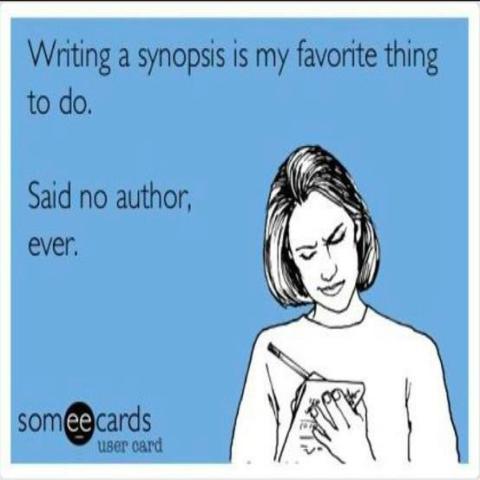 Writing a synopsis is my favorite thing
to do.
Said no author,
ever.
someecards
user card